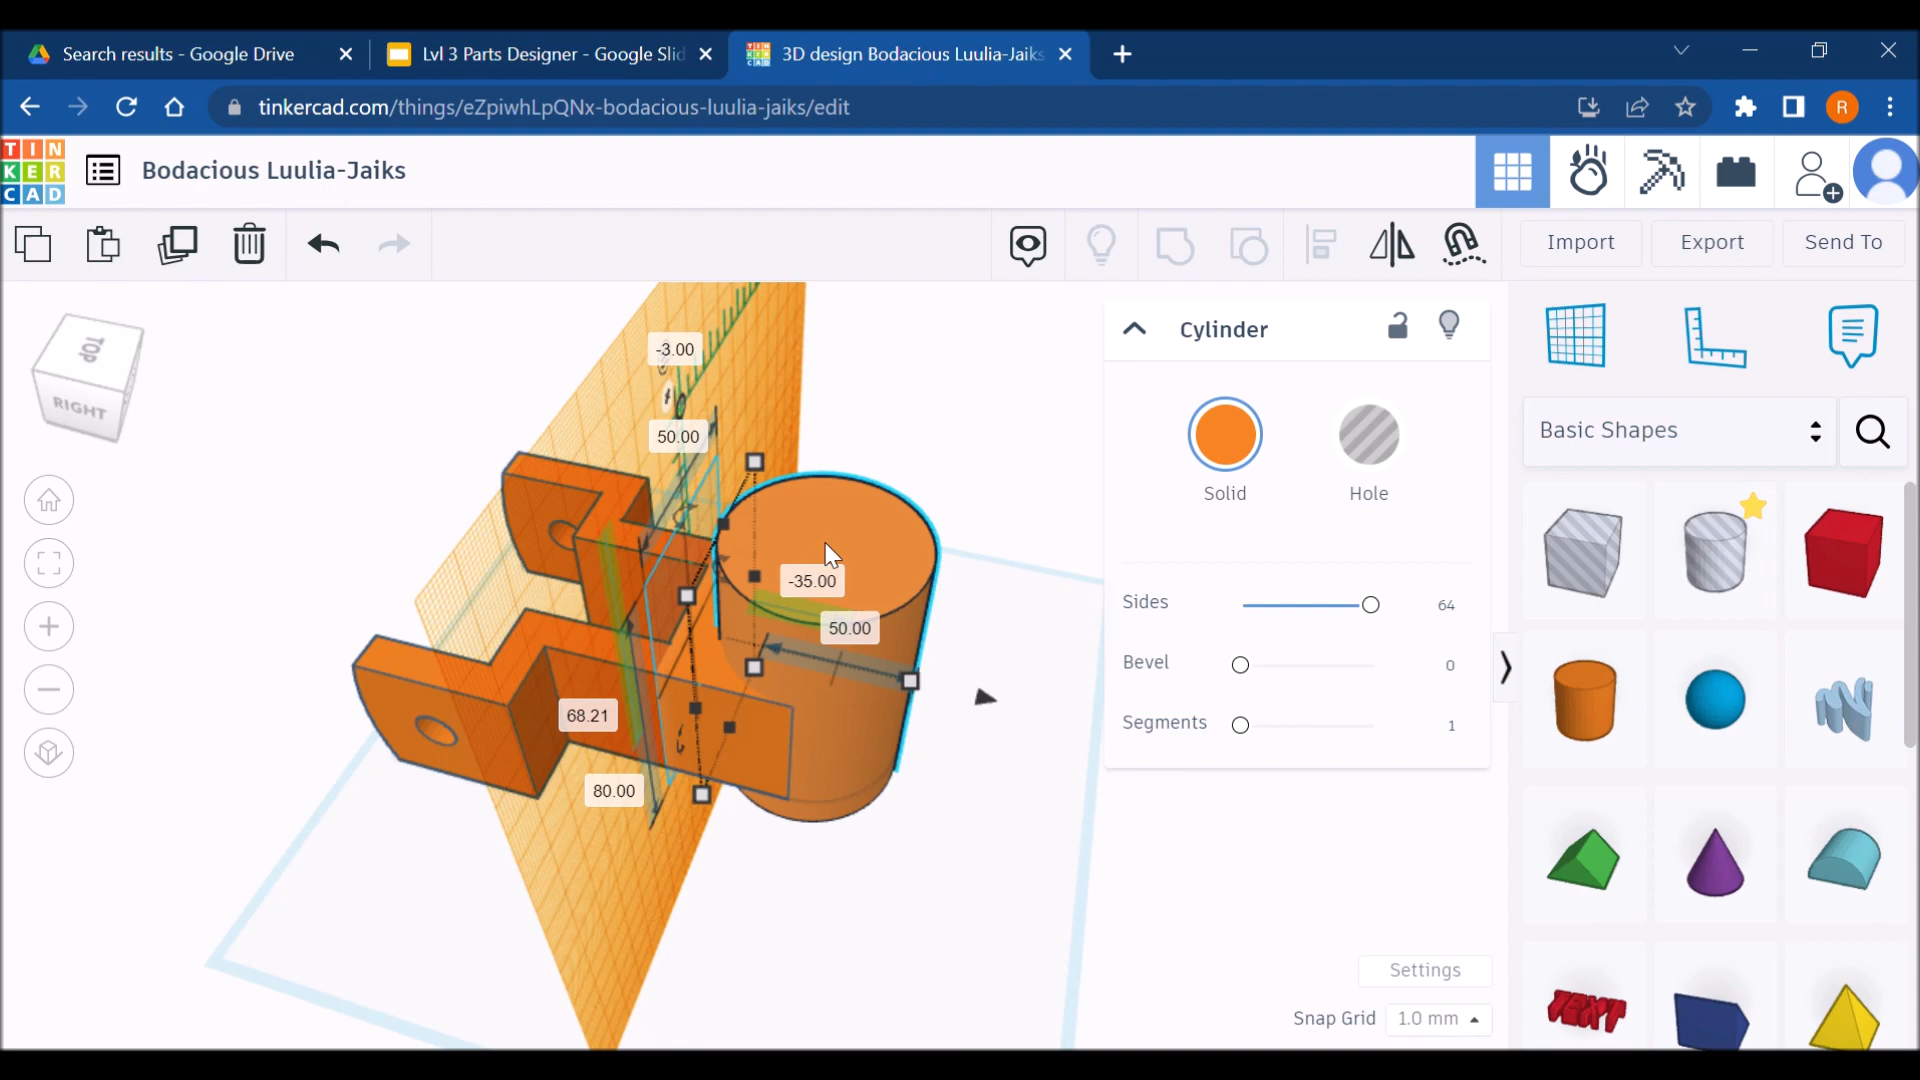 Search results - Google Drive
Lvl 3 Parts Designer - Google Slid
3D design Bodacious Luulia-Jaiks
tinkercad.com/things/eZpiwhLpQNx-bodacious-luulia-jaiks/edit
R
TIN
KER
CAD
Bodacious Luulia-Jaiks
Import
Export
Send To
TOP
RIGHT
-3.00
50.00
-35.00
50.00
68.21
80.00
Cylinder
Solid
Hole
Sides
64
Bevel
0
Segments
1
Settings
Snap Grid
1.0 mm
Basic Shapes
TEXT